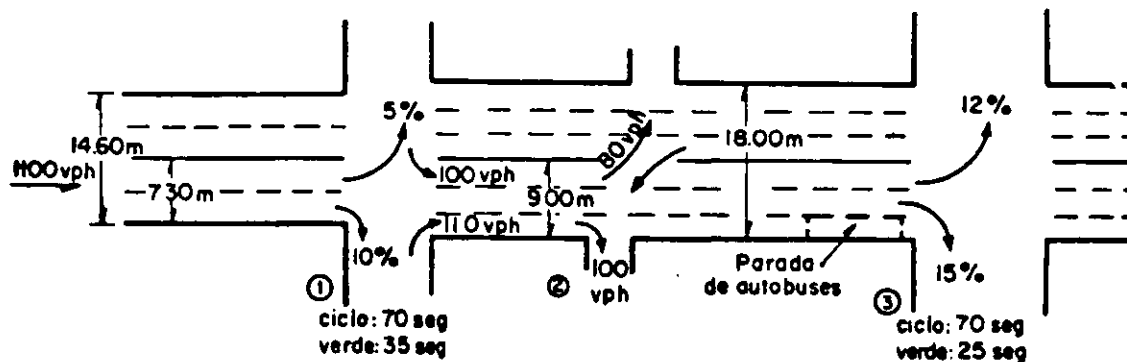 5%
12%
14.60m
1100 vph
7.30m
80 vph
18.00m
100 vph
9.00m
110 vph
10%
100
vph
Parada
de autobuses
15%
1
2
3
ciclo: 70 seg
verde: 35 seg
ciclo: 70 seg
verde: 25 seg